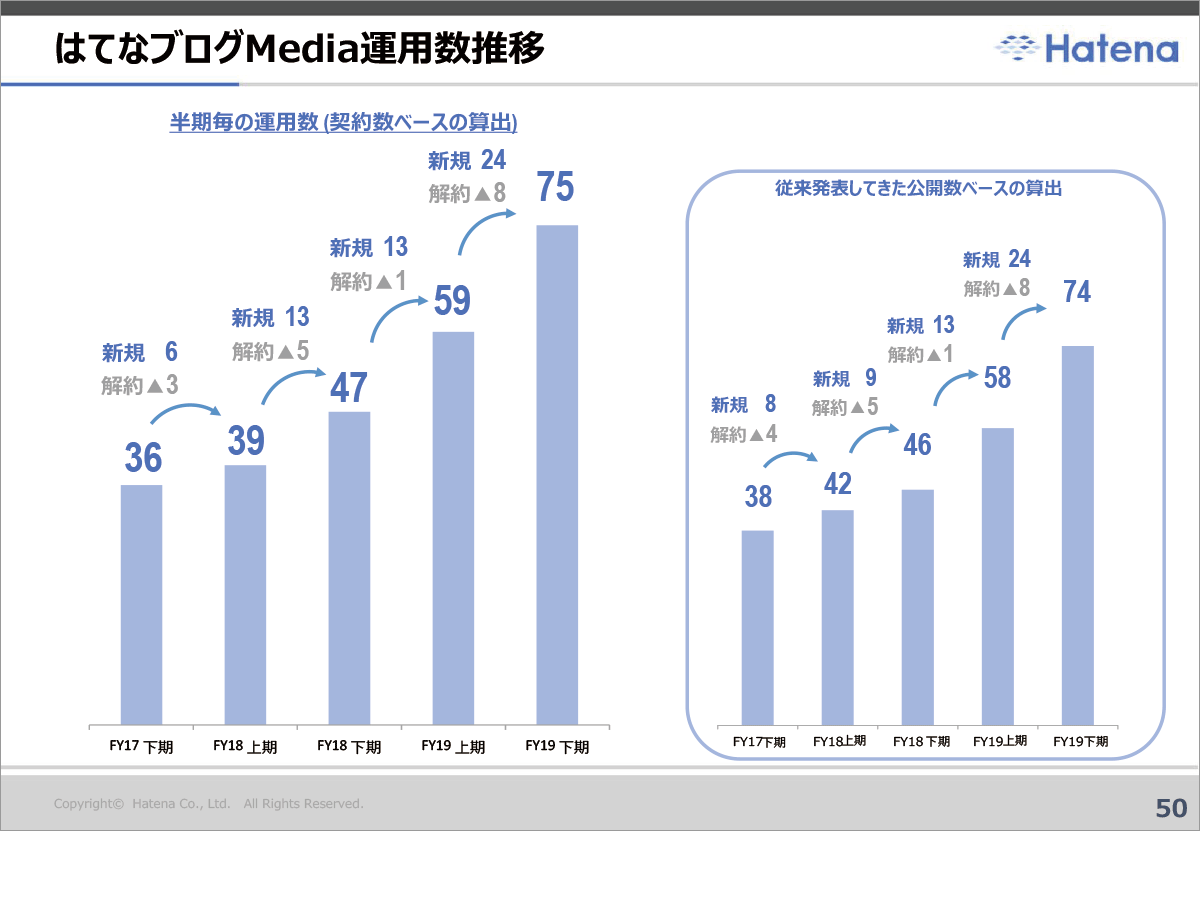 はてなブログMedia運用数推移
Hatena
半期毎の運用数 (契約数ベースの算出)
新規 24
解約▲8
75
新規 13
解約▲1
59
新規 13
解約▲5
47
新規 6
解約▲3
39
36
FY17 下期
FY18 上期
FY18 下期
FY19 上期
FY19 下期
従来発表してきた公開数ベースの算出
新規 24
解約▲8
74
新規 13
解約▲1
58
新規 9
解約▲5
46
新規 8
解約▲4
42
38
FY17下期
FY18上期
FY18下期
FY19上期
FY19下期
Copyright© Hatena Co., Ltd. All Rights Reserved.
50